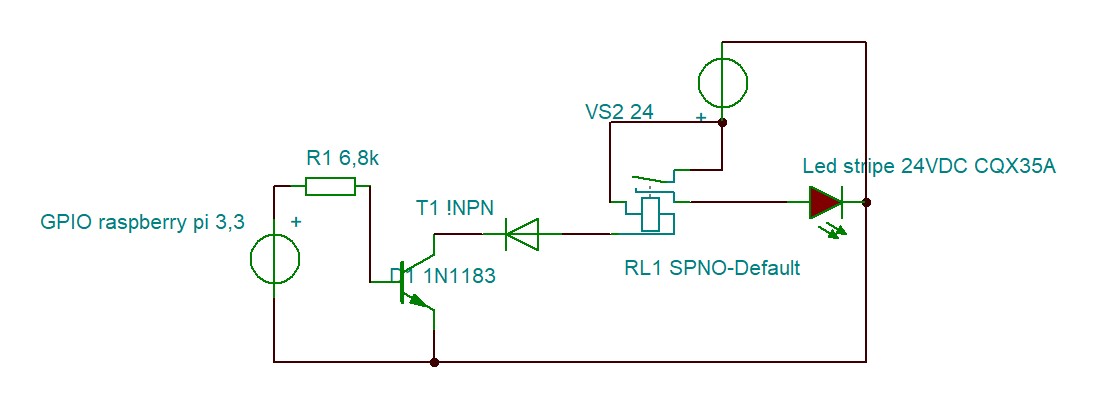 VS2 24
+
R1 6,8k
Led stripe 24VDC CQX35A
GPIO raspberry pi 3,3
+
T1 !NPN
D1 1N1183
RL1 SPNO-Default